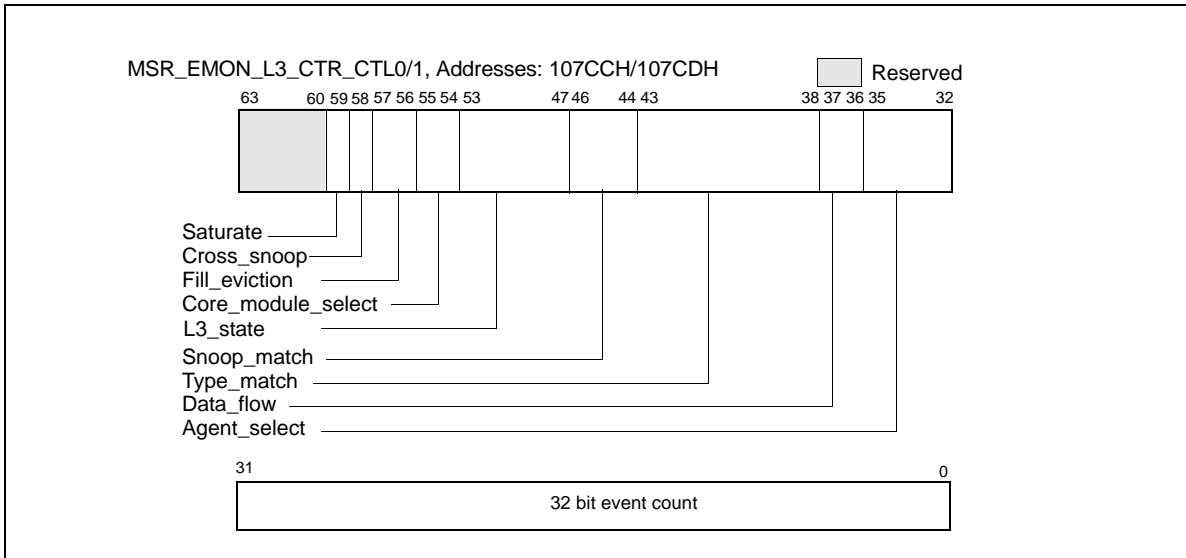 MSR_EMON_L3_CTR_CTL0/1, Addresses: 107CCH/107CDH
Reserved
63 60 59 58 57 56 55 54 53 47 46 44 43 38 37 36 35 32
Saturate
Cross_snoop
Fill_eviction
Core_module_select
L3_state
Snoop_match
Type_match
Data_flow
Agent_select
31 0
32 bit event count